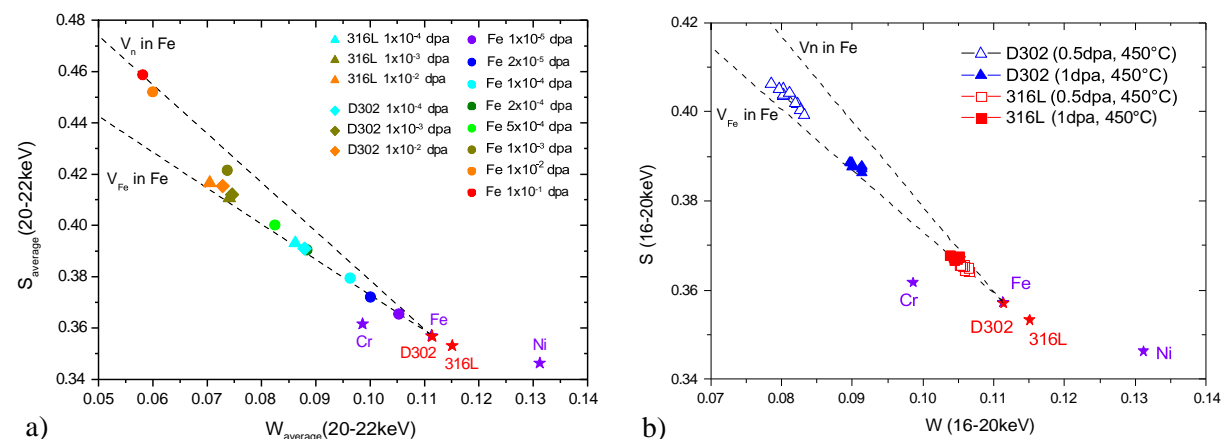 0.48
0.46
0.44
0.42
0.40
0.38
0.36
0.34
S_average(20-22keV)
V_n in Fe
V_Fe in Fe
316L 1x10^-4 dpa
316L 1x10^-3 dpa
316L 1x10^-2 dpa
D302 1x10^-4 dpa
D302 1x10^-3 dpa
D302 1x10^-2 dpa
Fe 1x10^-6 dpa
Fe 2x10^-5 dpa
Fe 1x10^-4 dpa
Fe 2x10^-4 dpa
Fe 5x10^-4 dpa
Fe 1x10^-3 dpa
Fe 1x10^-2 dpa
Fe 1x10^-1 dpa
Cr
Fe
D302
316L
Ni
0.05 0.06 0.07 0.08 0.09 0.10 0.11 0.12 0.13 0.14
W_average(20-22keV)
a)
0.42
0.40
0.38
0.36
0.34
S (16-20keV)
Vn in Fe
V_Fe in Fe
D302 (0.5dpa, 450°C)
D302 (1dpa, 450°C)
316L (0.5dpa, 450°C)
316L (1dpa, 450°C)
Cr
Fe
D302
316L
Ni
0.07 0.08 0.09 0.10 0.11 0.12 0.13 0.14
W (16-20keV)
b)